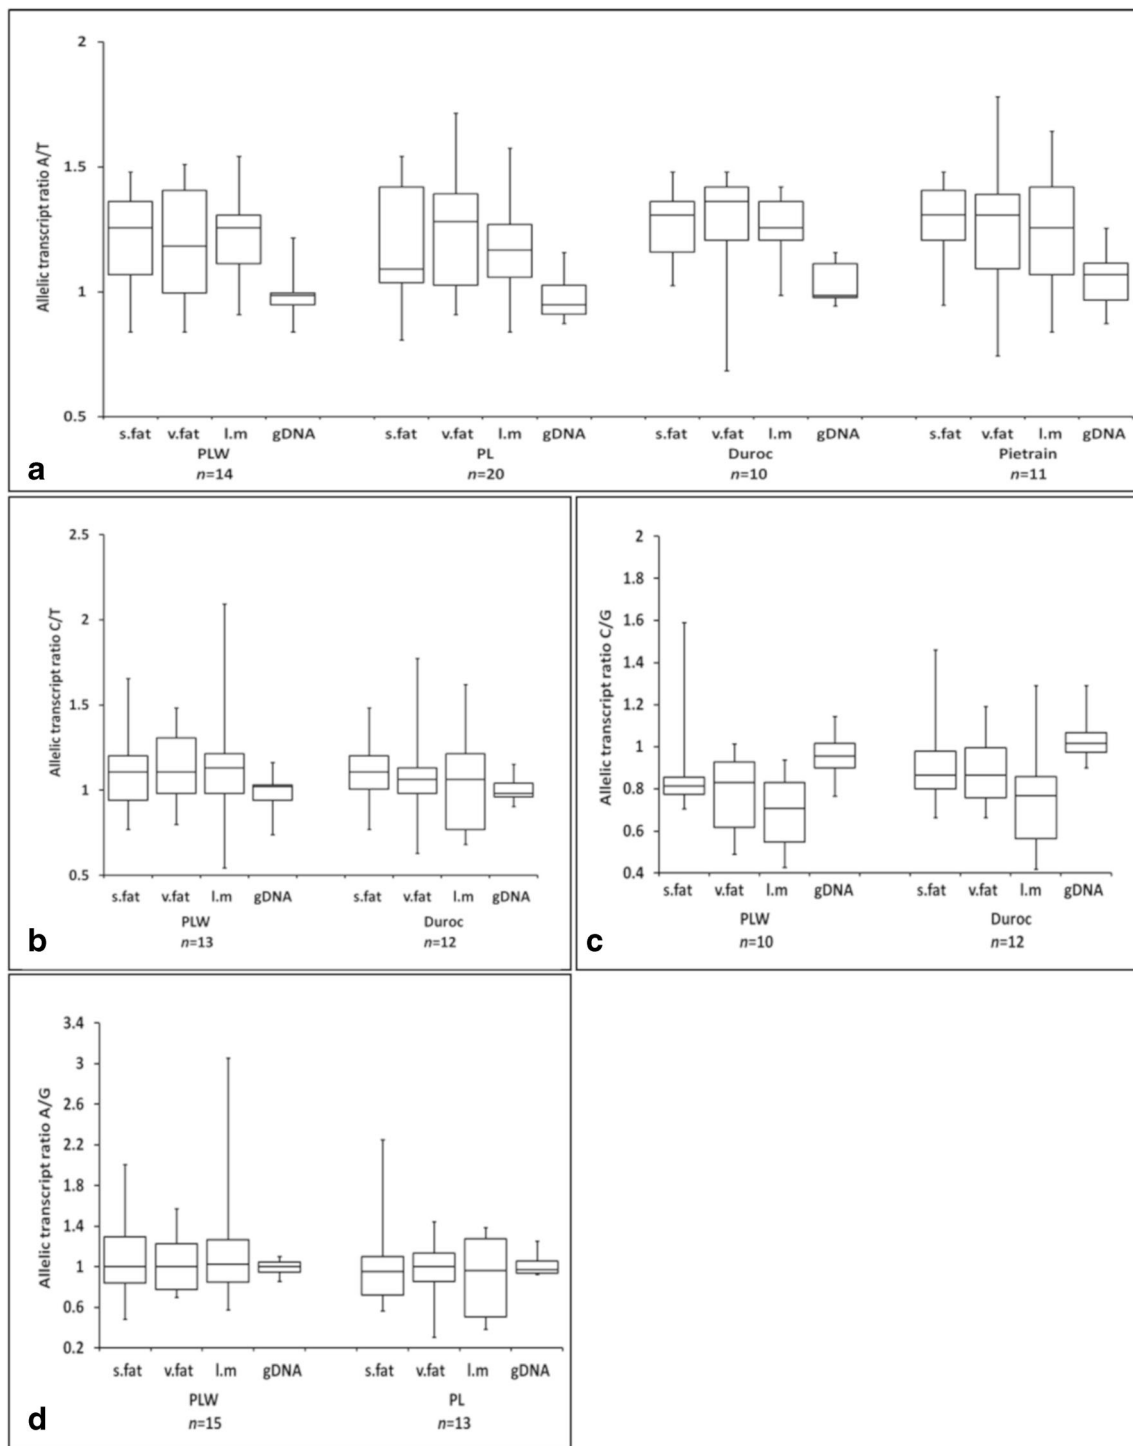 2
1.5
1
0.5
Allelic transcript ratio A/T
s.fat v.fat l.m gDNA s.fat v.fat l.m gDNA s.fat v.fat l.m gDNA s.fat v.fat l.m gDNA
PLW PL Duroc Pietrain
n=14 n=20 n=10 n=11
a
2.5
2
1.5
1
0.5
Allelic transcript ratio C/T
s.fat v.fat l.m gDNA s.fat v.fat l.m gDNA
PLW Duroc
n=13 n=12
b
2
1.8
1.6
1.4
1.2
1
0.8
0.6
0.4
Allelic transcript ratio C/G
s.fat v.fat l.m gDNA s.fat v.fat l.m gDNA
PLW Duroc
n=10 n=12
c
3.4
3
2.6
2.2
1.8
1.4
1
0.6
0.2
Allelic transcript ratio A/G
s.fat v.fat l.m gDNA s.fat v.fat l.m gDNA
PLW PL
n=15 n=13
d